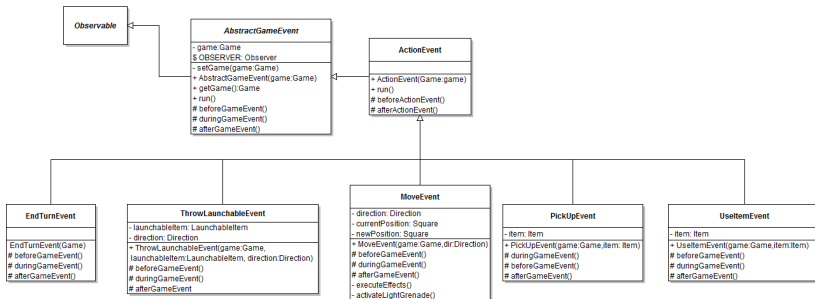 Observable
AbstractGameEvent
- game:Game
$ OBSERVER: Observer
- setGame(game:Game)
+ AbstractGameEvent(game:Game)
+ getGame():Game
+ run()
# beforeGameEvent()
# duringGameEvent()
# afterGameEvent()
ActionEvent
+ ActionEvent(Game:game)
+ run()
# beforeActionEvent()
# afterActionEvent()
EndTurnEvent
EndTurnEvent(Game)
# beforeGameEvent()
# duringGameEvent()
# afterGameEvent()
ThrowLaunchableEvent
- launchableItem: LaunchableItem
- direction: Direction
+ ThrowLaunchableEvent(game:Game,
launchableItem:LaunchableItem, direction:Direction)
# beforeGameEvent()
# duringGameEvent()
# afterGameEvent
MoveEvent
- direction: Direction
- currentPosition: Square
- newPosition: Square
+ MoveEvent(game:Game,dir:Direction)
# beforeGameEvent()
# duringGameEvent()
# afterGameEvent()
- executeEffects()
- activateLightGrenade()
PickUpEvent
- item: Item
+ PickUpEvent(game:Game,item: Item)
# duringGameEvent()
# beforeGameEvent()
# afterGameEvent()
UseItemEvent
- item: Item
+ UseItemEvent(game:Game,item:Item)
# beforeGameEvent()
# duringGameEvent()
# afterGameEvent()